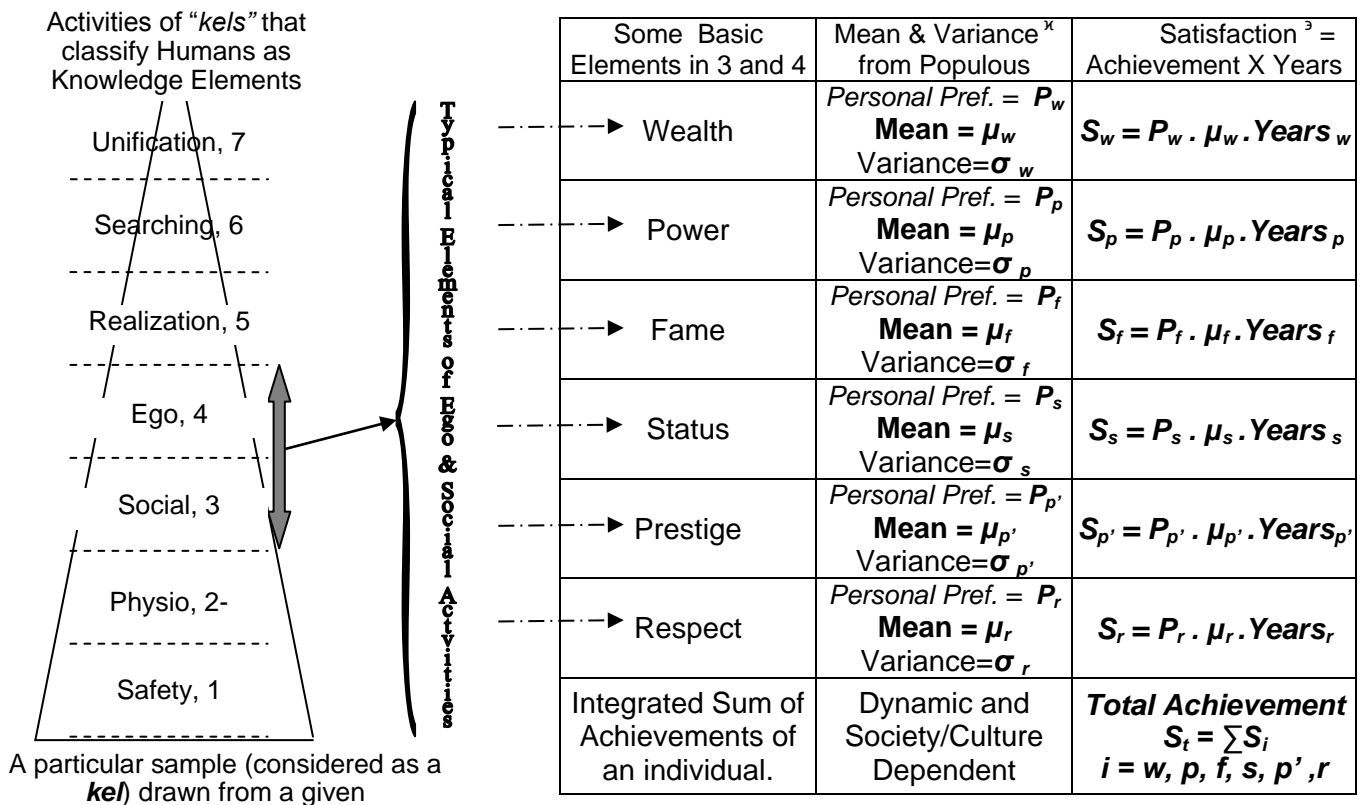 Activities of “kels” that
classify Humans as
Knowledge Elements
Unification, 7
Searching, 6
Realization, 5
Ego, 4
Social, 3
Physio, 2-
Safety, 1
A particular sample (considered as a
kel) drawn from a given
Typical Elements of Ego & Social Actvities
Some Basic
Elements in 3 and 4
Mean & Variance
from Populous
Satisfaction =
Achievement X Years
Wealth
Personal Pref. = Pw
Mean = μw
Variance=σ w
Sw = Pw . μw .Years w
Power
Personal Pref. = Pp
Mean = μp
Variance=σ p
Sp = Pp . μp .Years p
Fame
Personal Pref. = Pf
Mean = μf
Variance=σ f
Sf = Pf . μf .Years f
Status
Personal Pref. = Ps
Mean = μs
Variance=σ s
Ss = Ps . μs .Years s
Prestige
Personal Pref. = Pp’
Mean = μp’
Variance=σ p’
Sp’ = Pp’ . μp’ .Yearsp’
Respect
Personal Pref. = Pr
Mean = μr
Variance=σ r
Sr = Pr . μr .Yearsr
Integrated Sum of
Achievements of
an individual.
Dynamic and
Society/Culture
Dependent
Total Achievement
St = ∑Si
i = w, p, f, s, p’ ,r